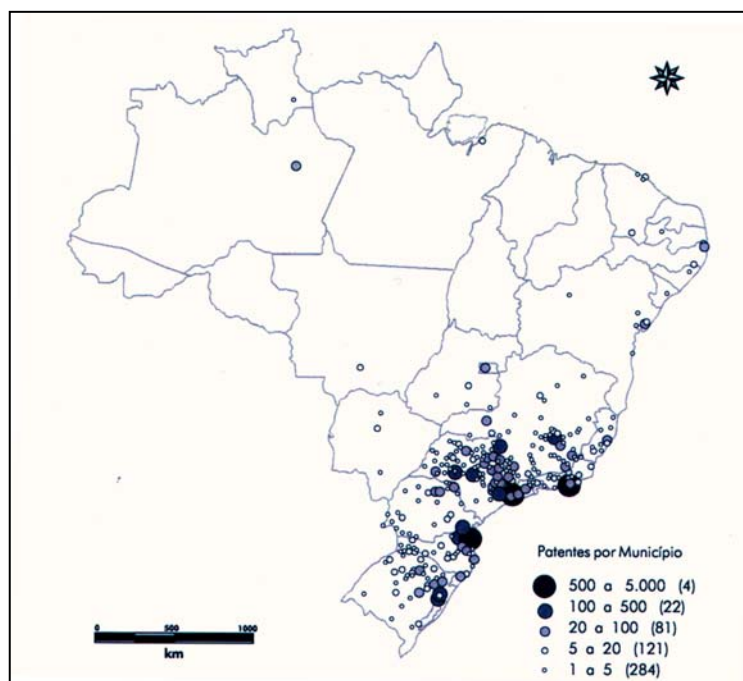 Patentes por Município
500 a 5.000 (4)
100 a 500 (22)
20 a 100 (81)
5 a 20 (121)
1 a 5 (284)
0 500 1000
km